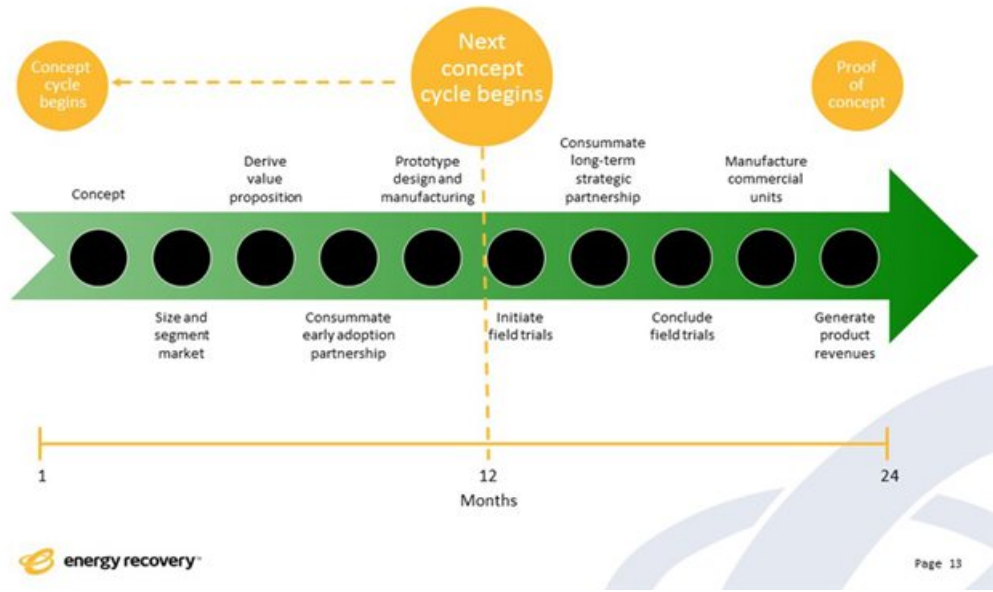 Concept
cycle
begins
Next
concept
cycle begins
Proof
of
concept
Concept
Derive
value
proposition
Prototype
design and
manufacturing
Consummate
long-term
strategic
partnership
Manufacture
commercial
units
Size and
segment
market
Consummate
early adoption
partnership
Initiate
field trials
Conclude
field trials
Generate
product
revenues
1
12
24
Months
energy recovery™
Page 13